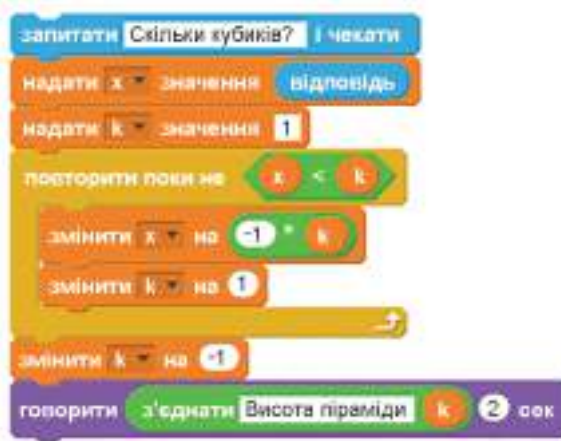 запитати Скільки кубиків? і чекати
надати x значення відповідь
надати k значення 1
повторити поки не x < k
змінити x на -1 * k
змінити k на 1
змінити k на -1
говорити з'єднати Висота піраміди k 2 сек